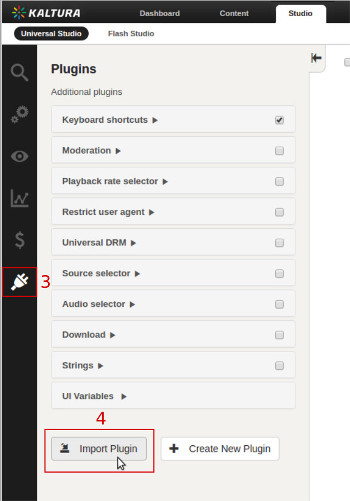 KALTURA
Dashboard
Content
Studio
Universal Studio
Flash Studio
Plugins
Additional plugins
Keyboard shortcuts
Moderation
Playback rate selector
Restrict user agent
Universal DRM
Source selector
3
Audio selector
Download
Strings
UI Variables
4
Import Plugin
Create New Plugin